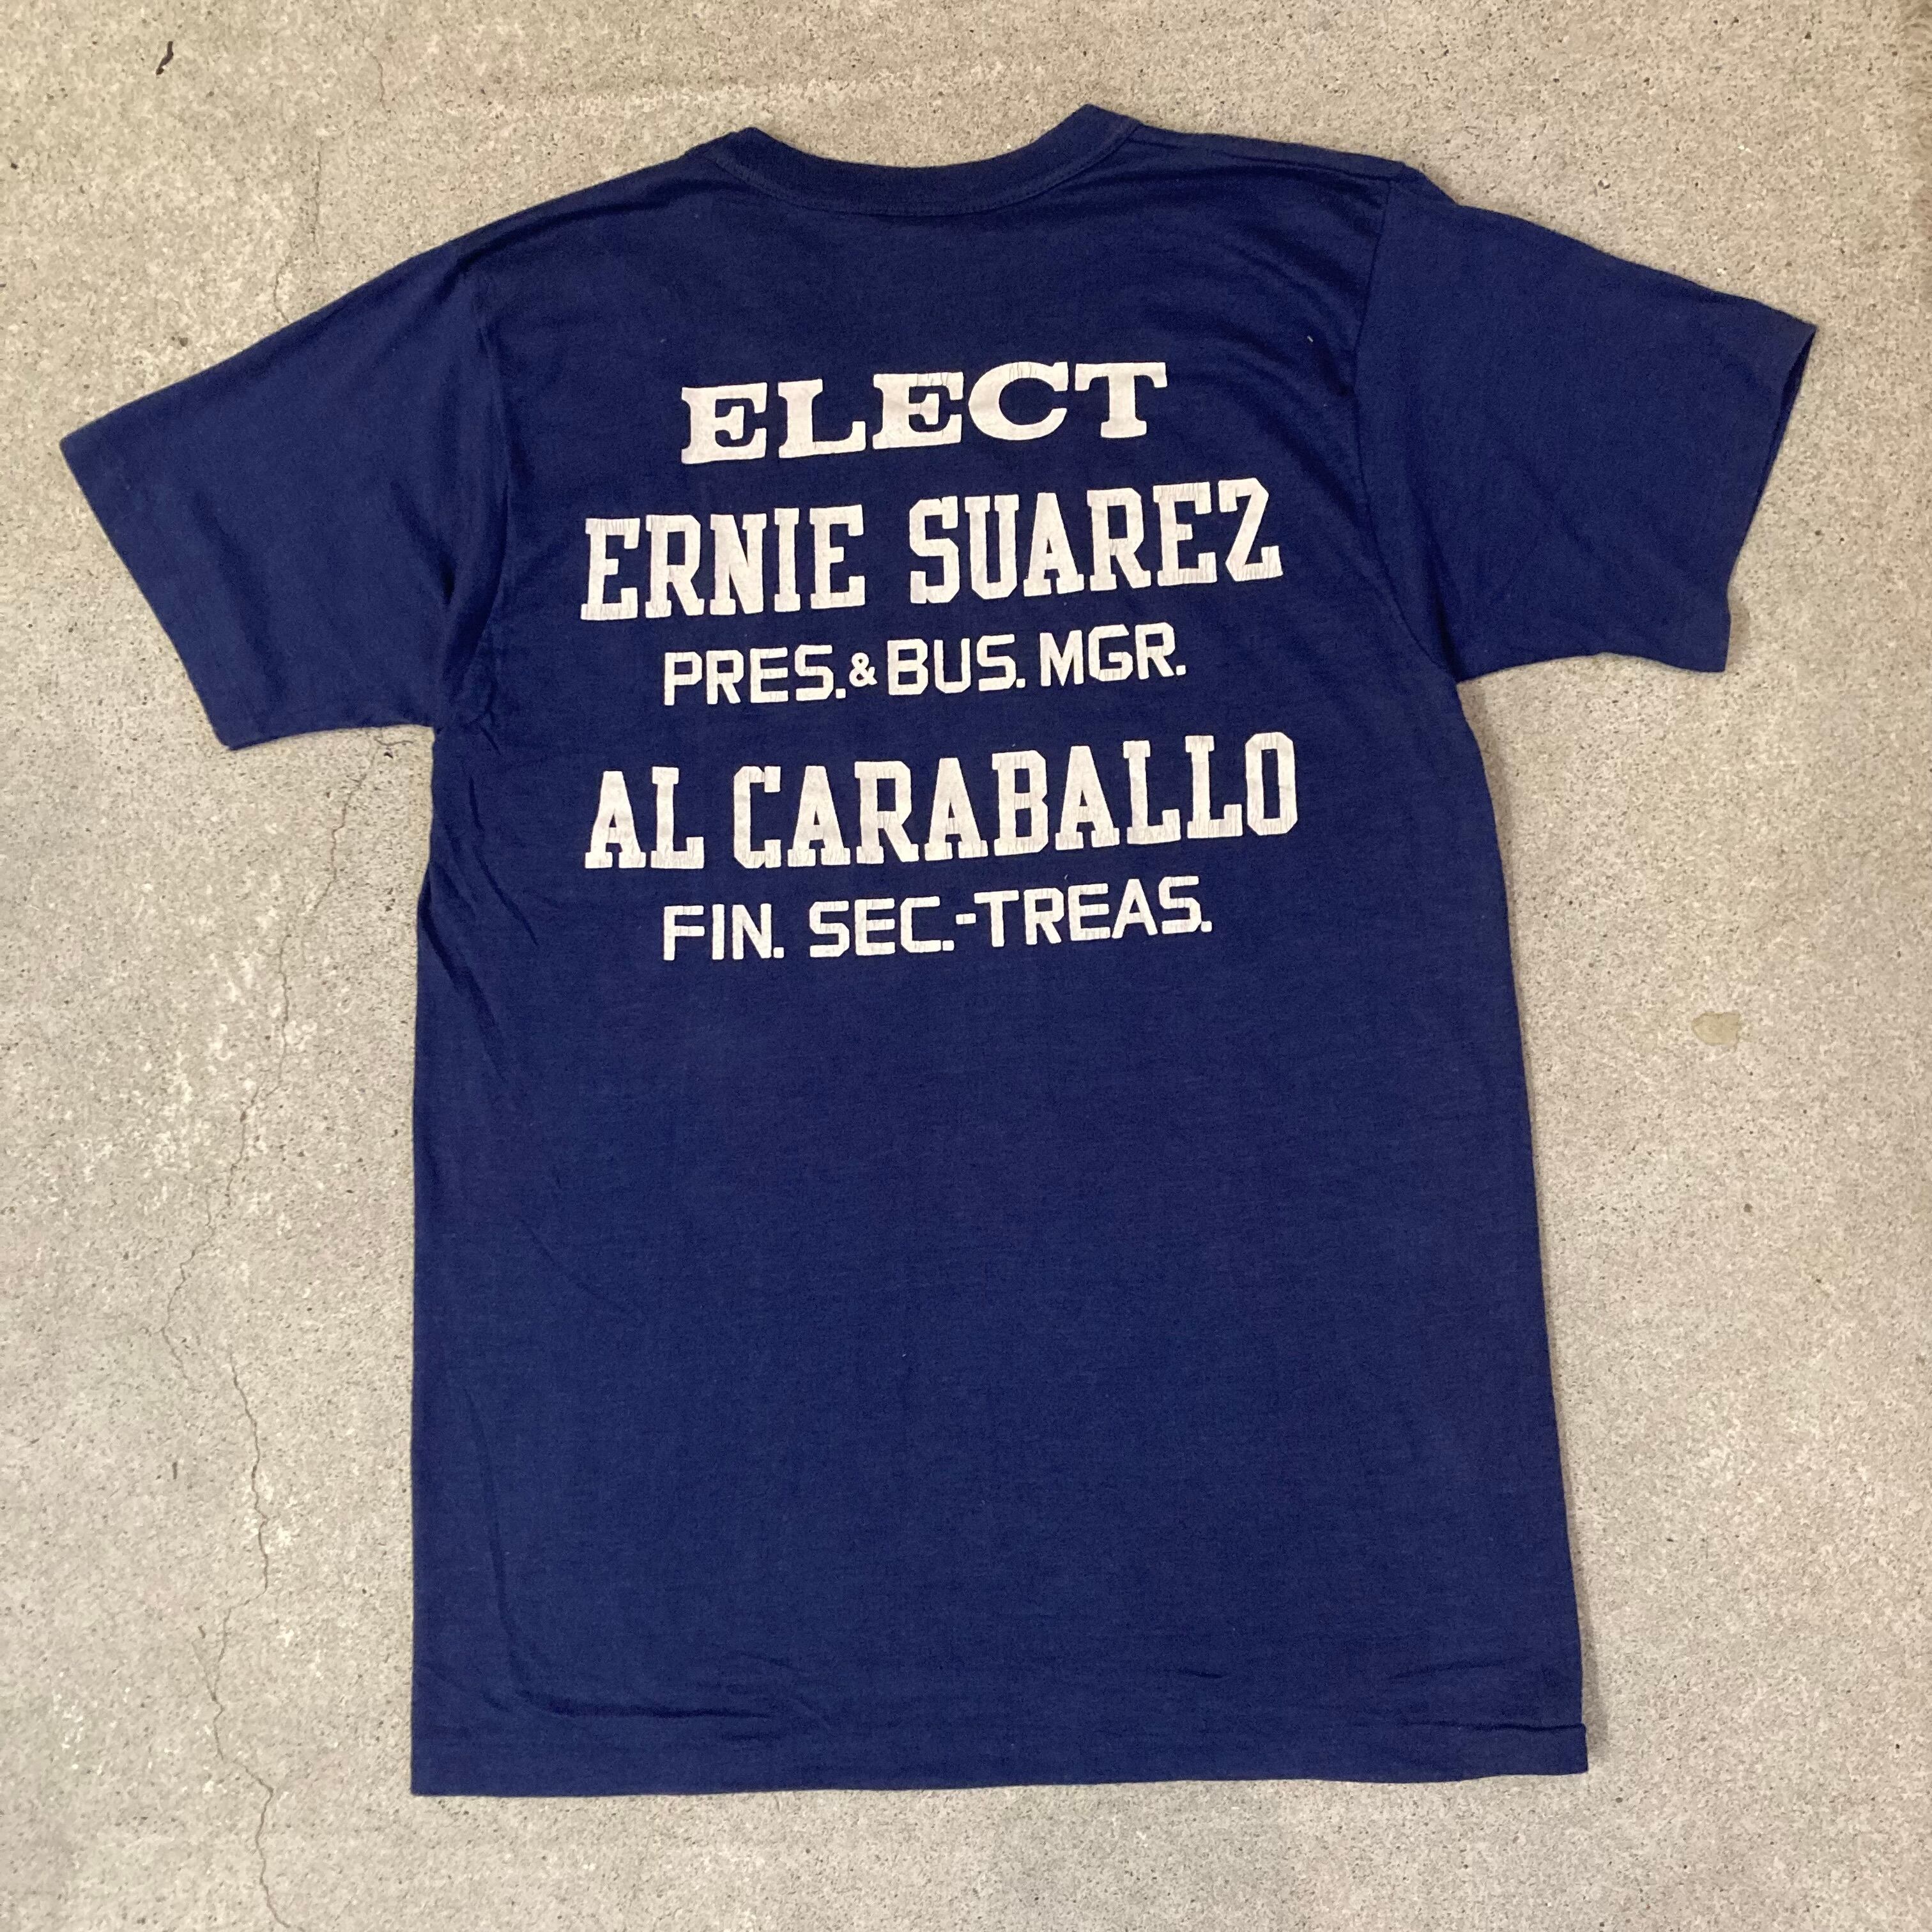 ELECT
ERNIE SUAREZ
PRES. & BUS. MGR.
AL CARABALLO
FIN. SEC.-TREAS.